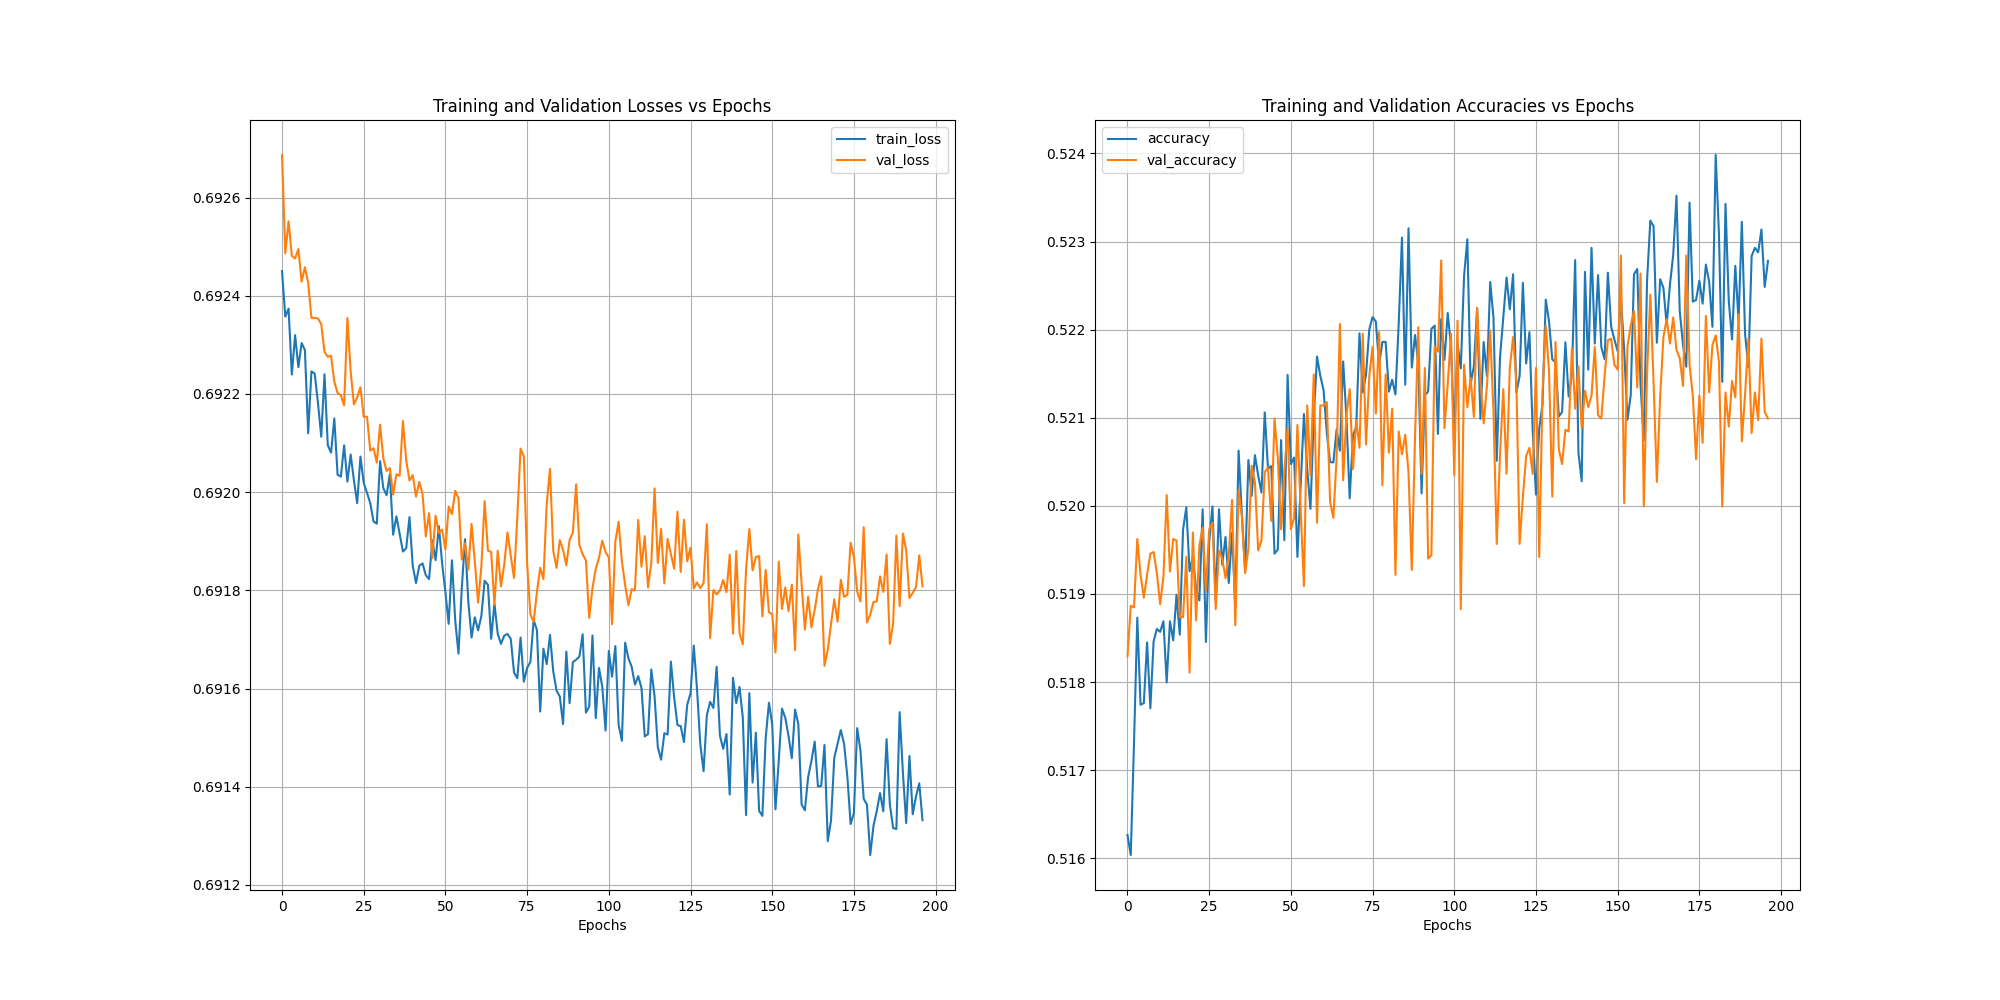 Training and Validation Losses vs Epochs
train_loss
val_loss
0.6926
0.6924
0.6922
0.6920
0.6918
0.6916
0.6914
0.6912
0 25 50 75 100 125 150 175 200
Epochs
Training and Validation Accuracies vs Epochs
accuracy
val_accuracy
0.524
0.523
0.522
0.521
0.520
0.519
0.518
0.517
0.516
0 25 50 75 100 125 150 175 200
Epochs